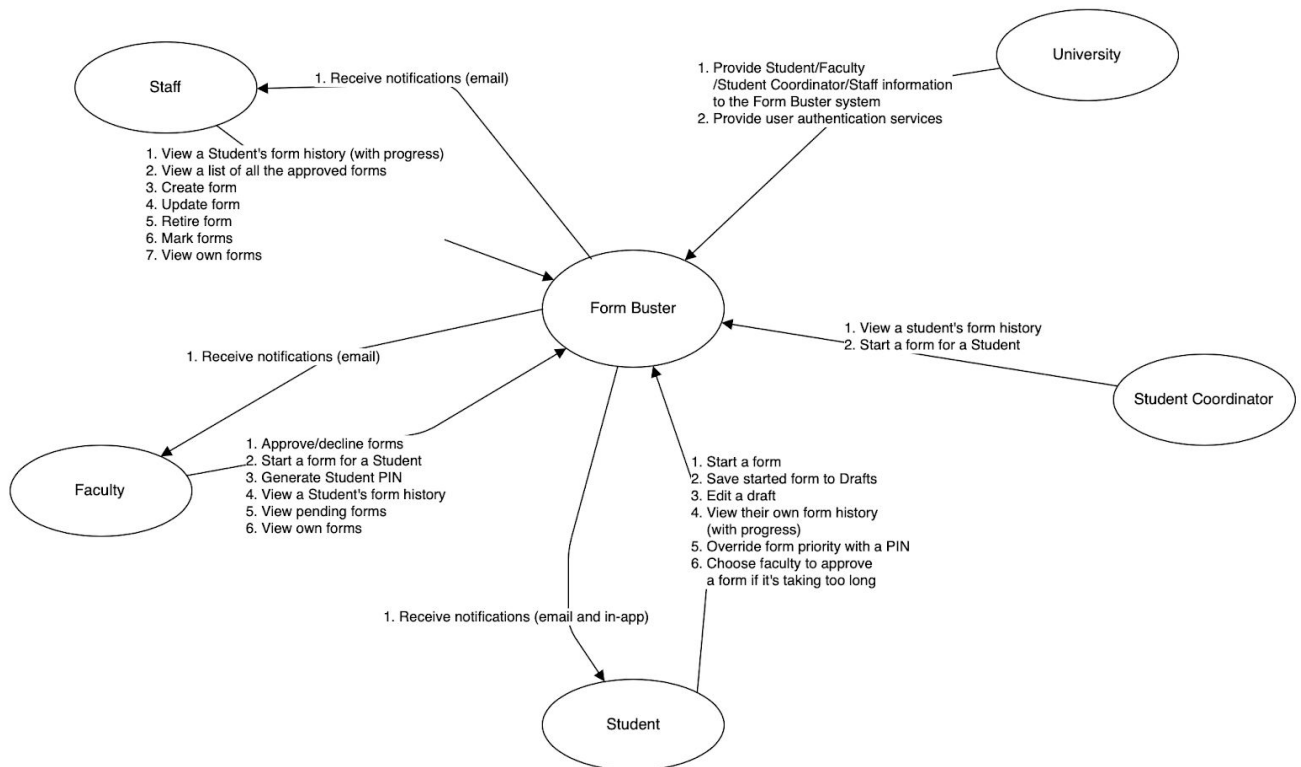 Staff
1. Receive notifications (email)
1. View a Student's form history (with progress)
2. View a list of all the approved forms
3. Create form
4. Update form
5. Retire form
6. Mark forms
7. View own forms
University
1. Provide Student/Faculty
/Student Coordinator/Staff information
to the Form Buster system
2. Provide user authentication services
Form Buster
1. View a student's form history
2. Start a form for a Student
Student Coordinator
1. Receive notifications (email)
Faculty
1. Approve/decline forms
2. Start a form for a Student
3. Generate Student PIN
4. View a Student's form history
5. View pending forms
6. View own forms
1. Start a form
2. Save started form to Drafts
3. Edit a draft
4. View their own form history
(with progress)
5. Override form priority with a PIN
6. Choose faculty to approve
a form if it's taking too long
1. Receive notifications (email and in-app)
Student